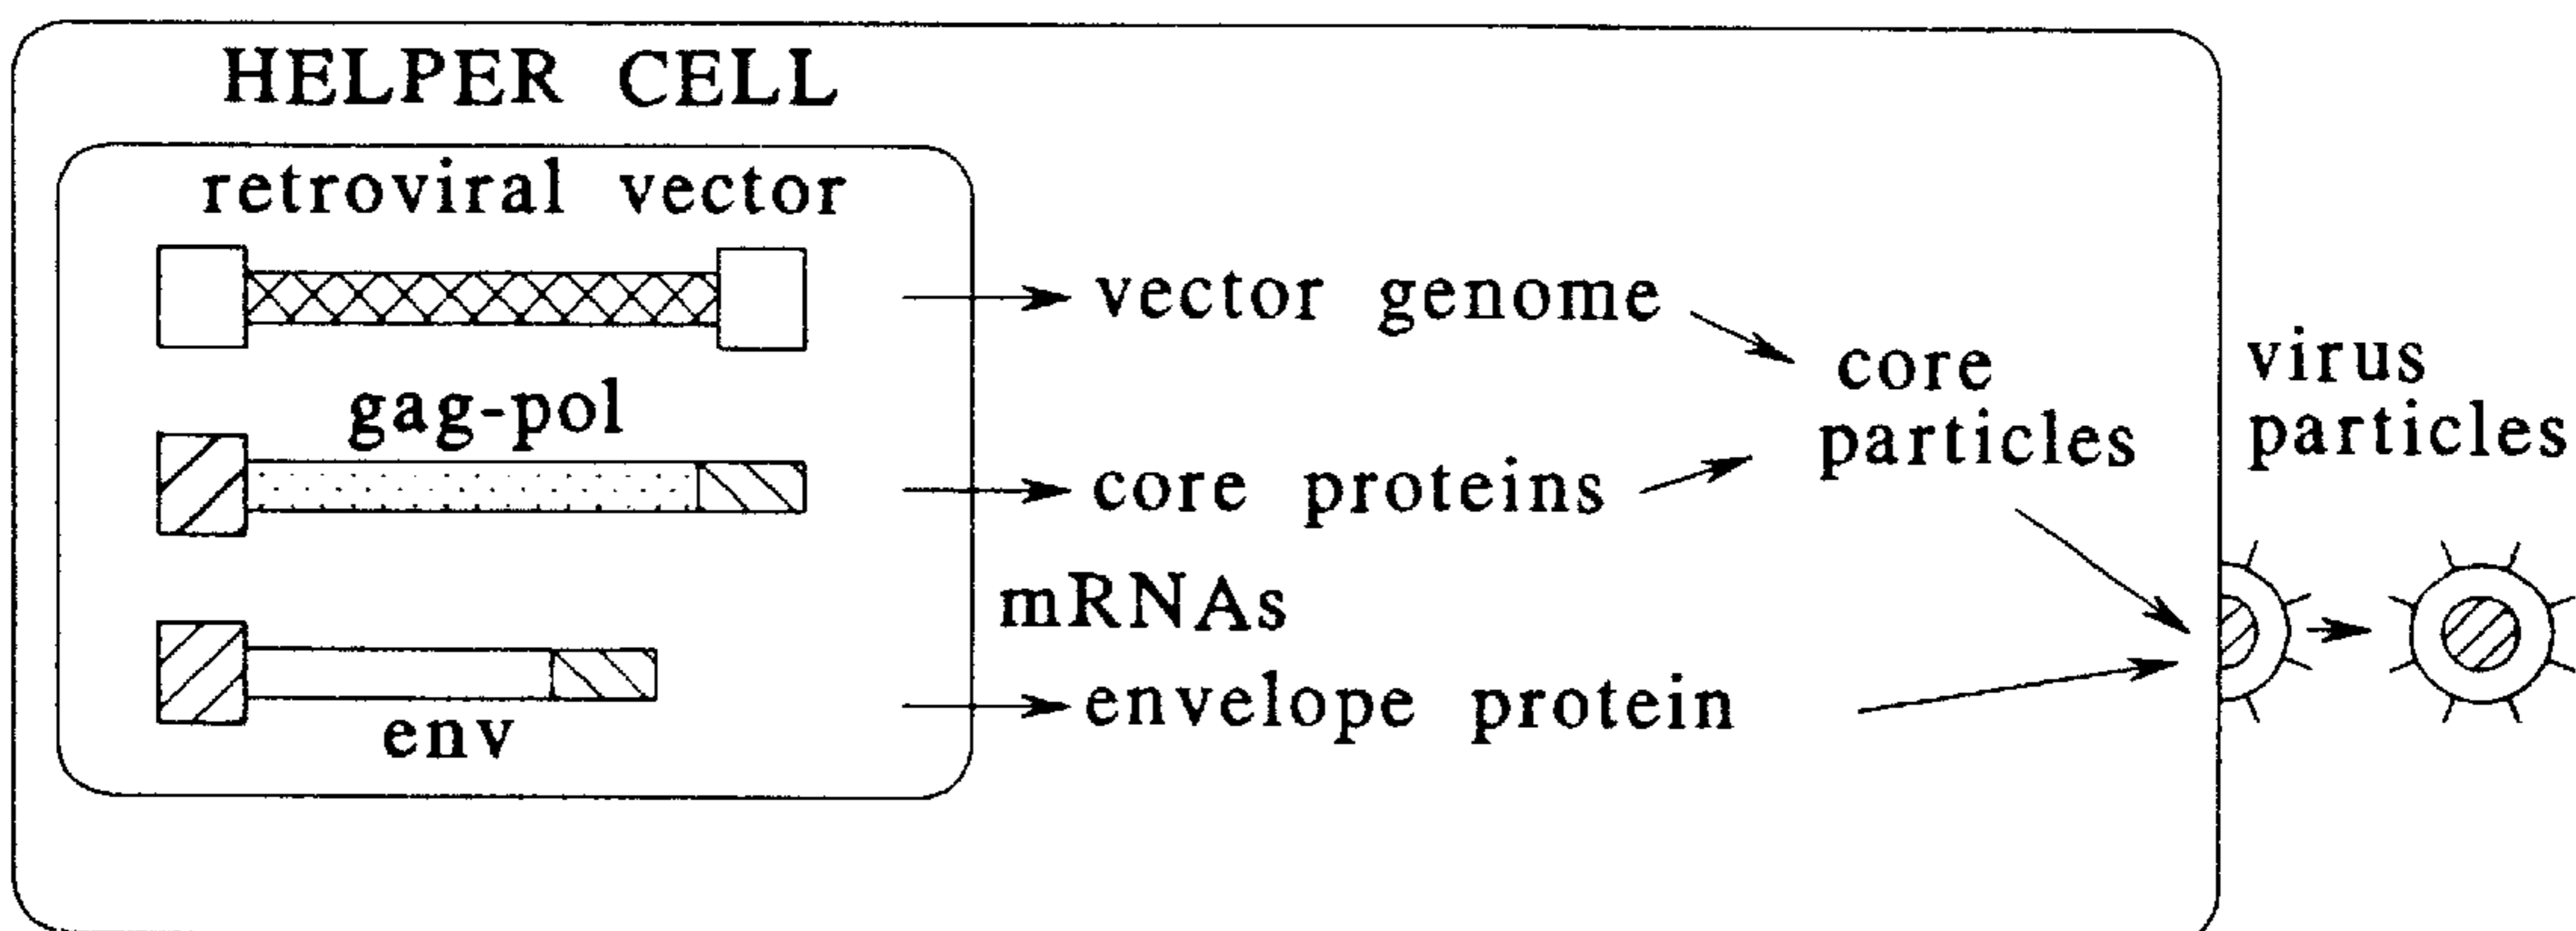 HELPER CELL
retroviral vector
vector genome
core
particles
virus
particles
gag-pol
core proteins
mRNAs
envelope protein
env